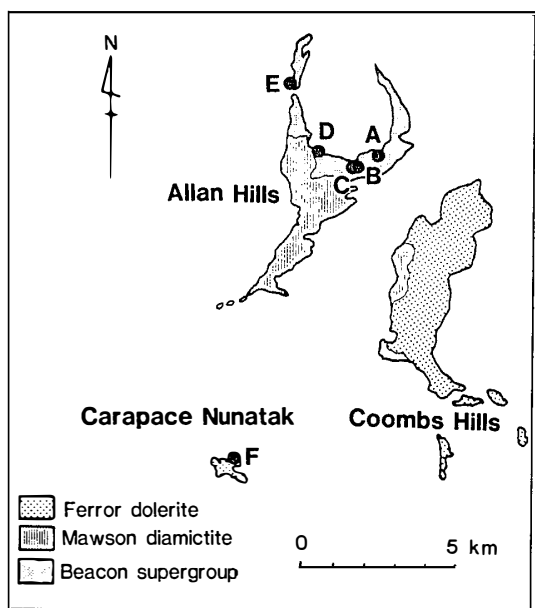 N
E
D
A
C B
Allan Hills
Carapace Nunatak
Coombs Hills
F
Ferror dolerite
Mawson diamictite
Beacon supergroup
0 5 km